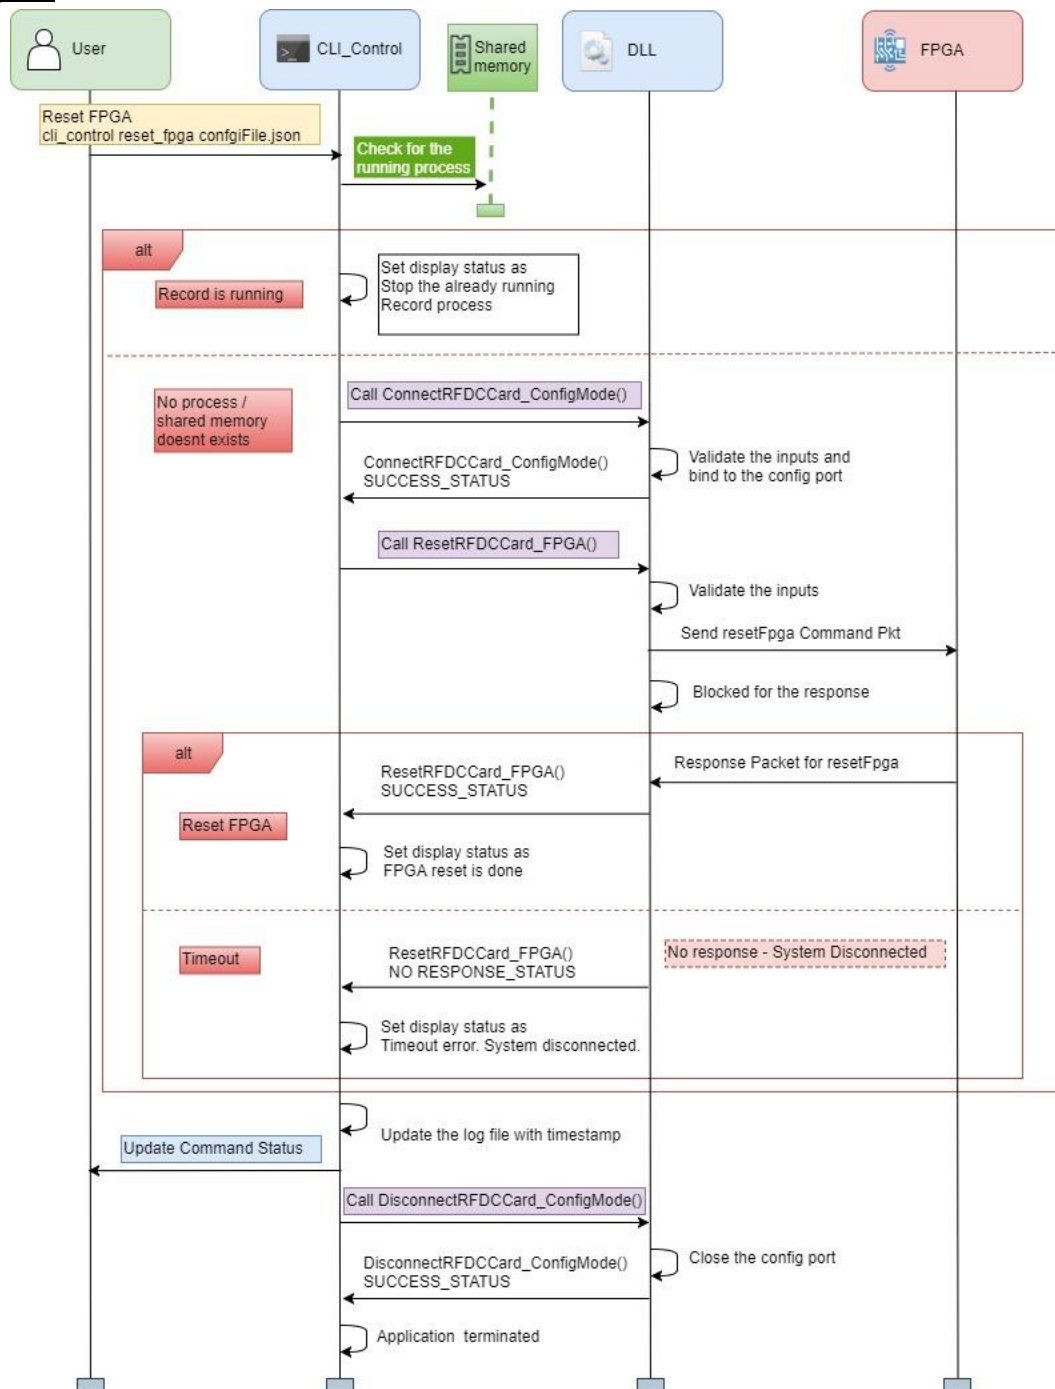 User
CLI_Control
Shared
memory
DLL
FPGA
Reset FPGA
cli_control reset_fpga confgiFile.json
Check for the
running process
alt
Record is running
Set display status as
Stop the already running
Record process
No process /
shared memory
doesnt exists
Call ConnectRFDCCard_ConfigMode()
Validate the inputs and
bind to the config port
ConnectRFDCCard_ConfigMode()
SUCCESS_STATUS
Call ResetRFDCCard_FPGA()
Validate the inputs
Send resetFpga Command Pkt
Blocked for the response
alt
Response Packet for resetFpga
ResetRFDCCard_FPGA()
SUCCESS_STATUS
Reset FPGA
Set display status as
FPGA reset is done
Timeout
ResetRFDCCard_FPGA()
NO RESPONSE_STATUS
No response - System Disconnected
Set display status as
Timeout error. System disconnected.
Update the log file with timestamp
Update Command Status
Call DisconnectRFDCCard_ConfigMode()
Close the config port
DisconnectRFDCCard_ConfigMode()
SUCCESS_STATUS
Application terminated